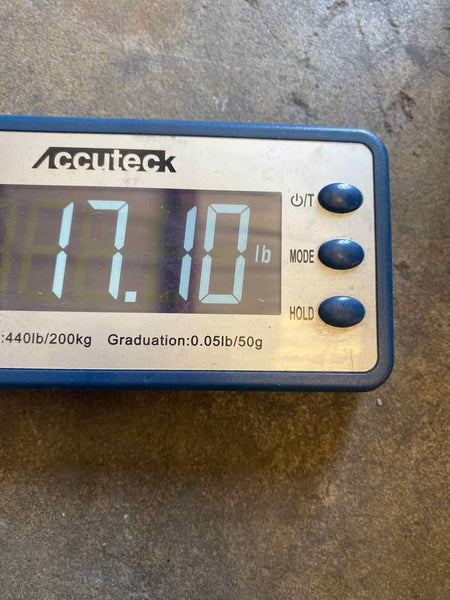 Accuteck
⏻/T
17.10 lb
MODE
HOLD
:440lb/200kg Graduation:0.05lb/50g